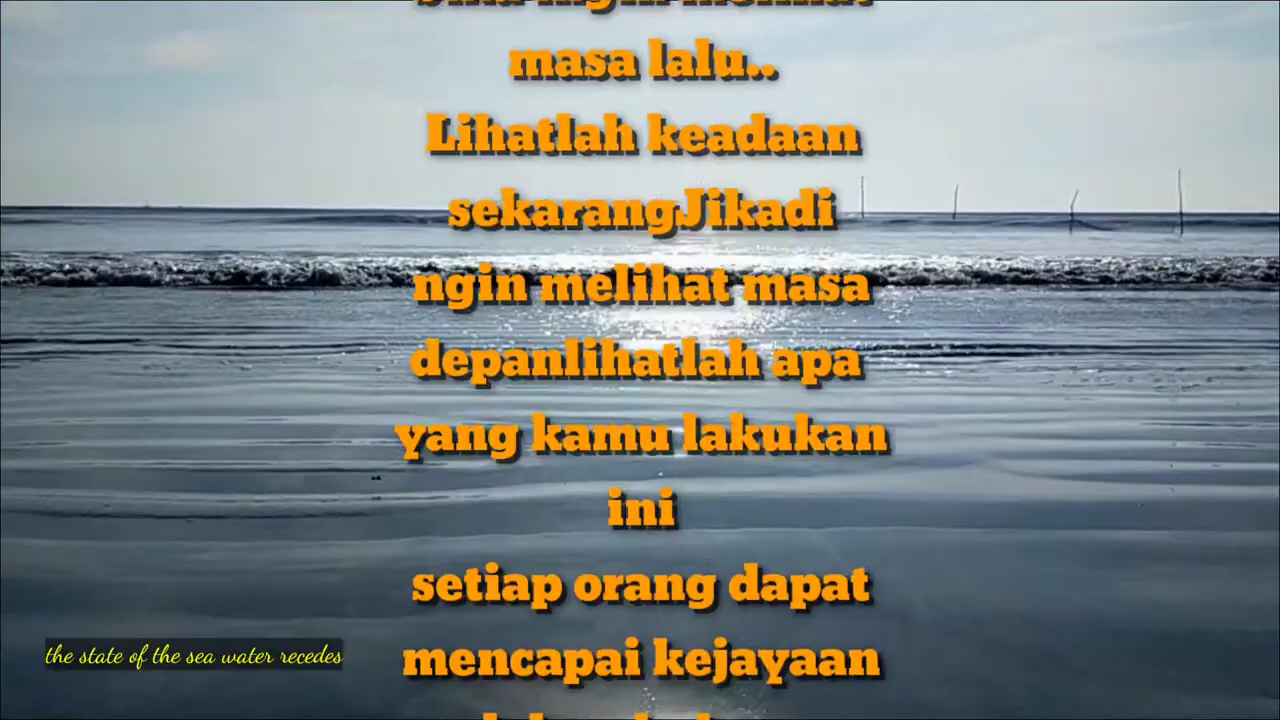 masa lalu..
Lihatlah keadaan
sekarangJikadi
ngin melihat masa
depanlihatlah apa
yang kamu lakukan
ini
setiap orang dapat
mencapai kejayaan
the state of the sea water recedes